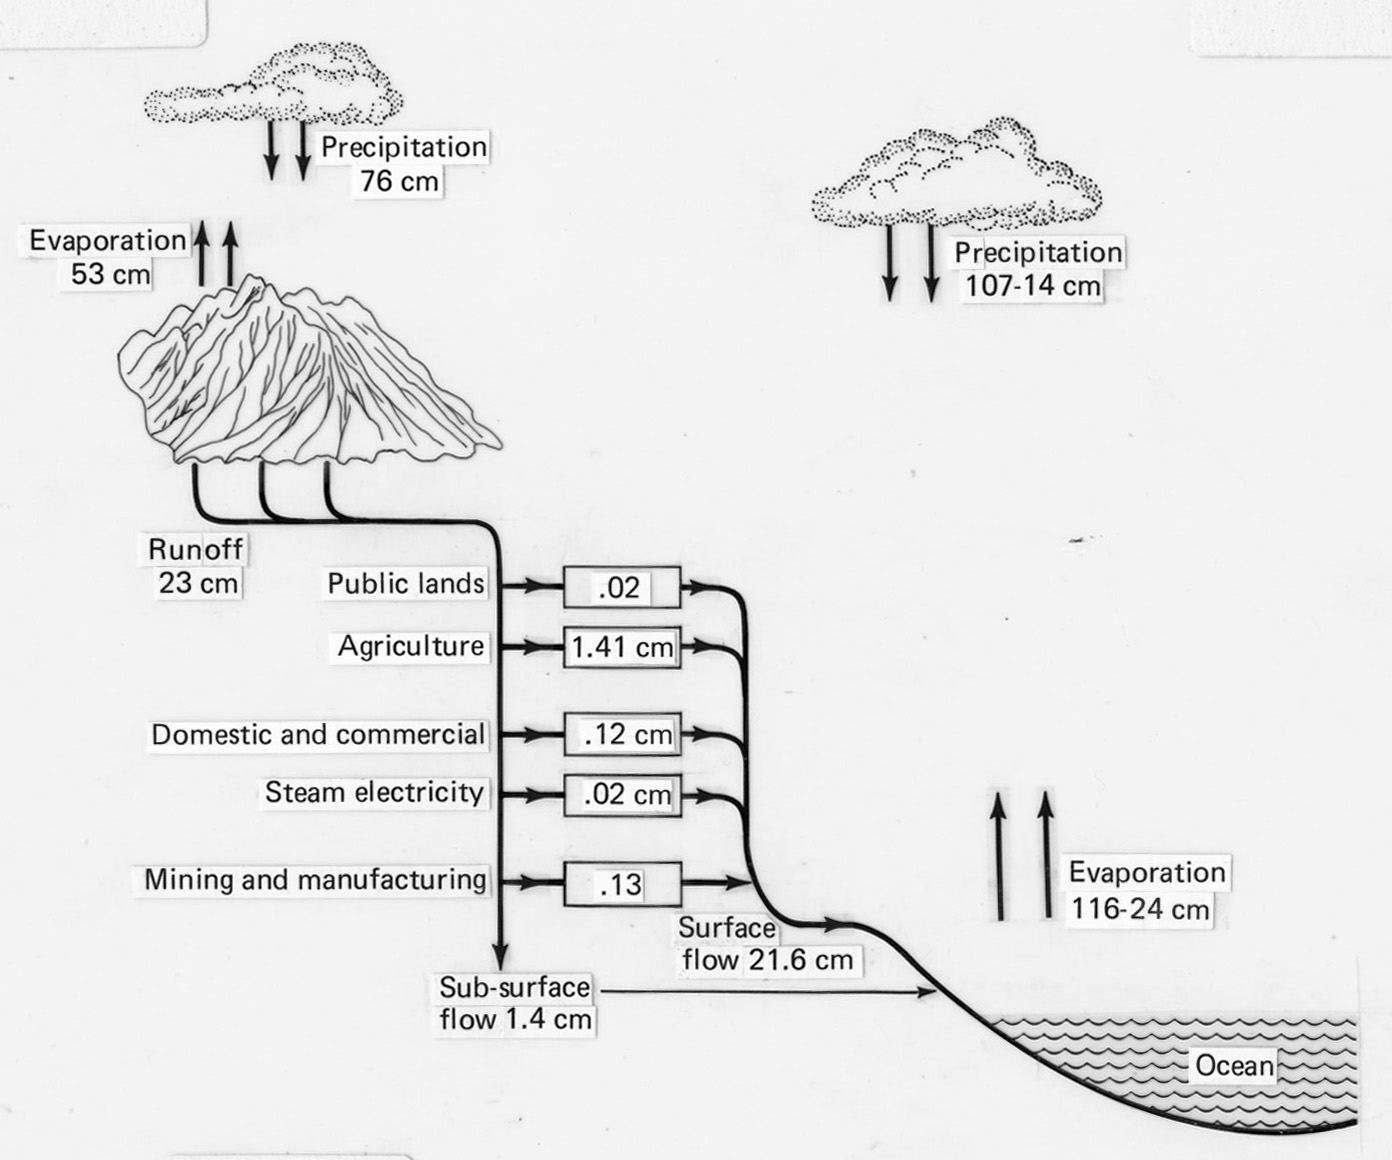 Precipitation
76 cm
Evaporation
53 cm
Precipitation
107-14 cm
Runoff
23 cm
Public lands
.02
Agriculture
1.41 cm
Domestic and commercial
.12 cm
Steam electricity
.02 cm
Mining and manufacturing
.13
Evaporation
116-24 cm
Surface
flow 21.6 cm
Sub-surface
flow 1.4 cm
Ocean